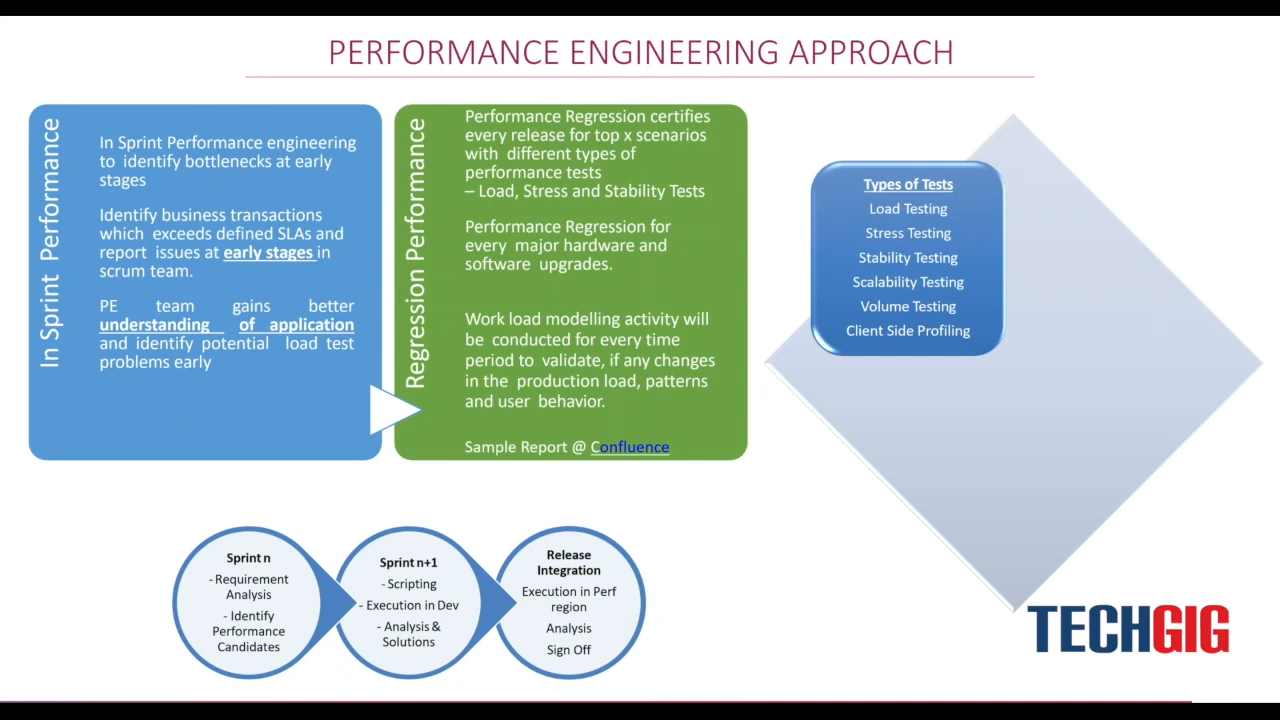 PERFORMANCE ENGINEERING APPROACH
In Sprint Performance
In Sprint Performance engineering
to identify bottlenecks at early
stages
Identify business transactions
which exceeds defined SLAs and
report issues at early stages in
scrum team.
PE team gains better
understanding of application
and identify potential load test
problems early
Regression Performance
Performance Regression certifies
every release for top x scenarios
with different types of
performance tests
– Load, Stress and Stability Tests
Performance Regression for
every major hardware and
software upgrades.
Work load modelling activity will
be conducted for every time
period to validate, if any changes
in the production load, patterns
and user behavior.
Sample Report @ Confluence
Types of Tests
Load Testing
Stress Testing
Stability Testing
Scalability Testing
Volume Testing
Client Side Profiling
Sprint n
- Requirement
Analysis
- Identify
Performance
Candidates
Sprint n+1
- Scripting
- Execution in Dev
- Analysis &
Solutions
Release
Integration
Execution in Perf
region
Analysis
Sign Off
TECHGIG